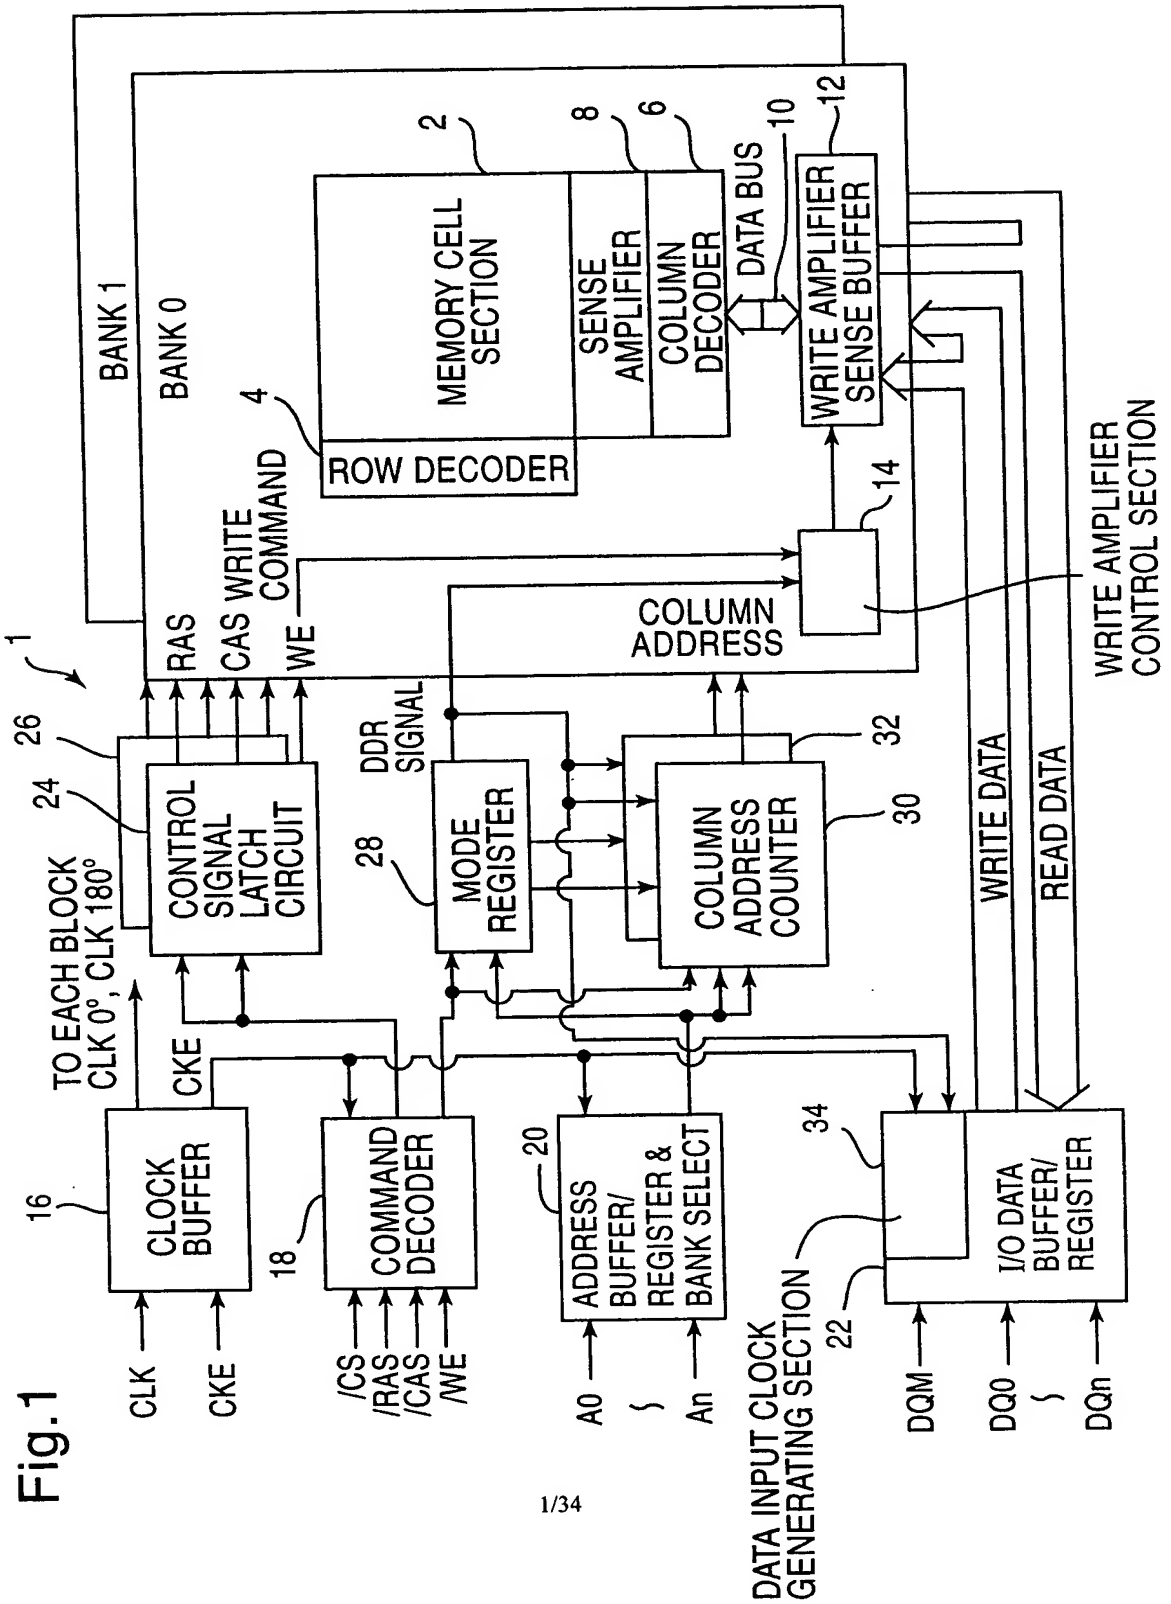 Fig.1
CLK
CKE
/CS
/RAS
/CAS
/WE
A0
An
DQM
DQ0
DQn
16
CLOCK
BUFFER
18
COMMAND
DECODER
20
ADDRESS
BUFFER/
REGISTER &
BANK SELECT
DATA INPUT CLOCK
GENERATING SECTION
22
34
I/O DATA
BUFFER/
REGISTER
TO EACH BLOCK
CLK 0°, CLK 180°
CKE
24
26
CONTROL
SIGNAL
LATCH
CIRCUIT
28
MODE
REGISTER
DDR
SIGNAL
COLUMN
ADDRESS
COUNTER
30
32
1
BANK 1
BANK 0
RAS
CAS
WE
WRITE
COMMAND
COLUMN
ADDRESS
4
ROW DECODER
MEMORY CELL
SECTION
2
SENSE
AMPLIFIER
8
COLUMN
DECODER
6
DATA BUS
10
WRITE AMPLIFIER
SENSE BUFFER
12
14
WRITE AMPLIFIER
CONTROL SECTION
WRITE DATA
READ DATA
1/34